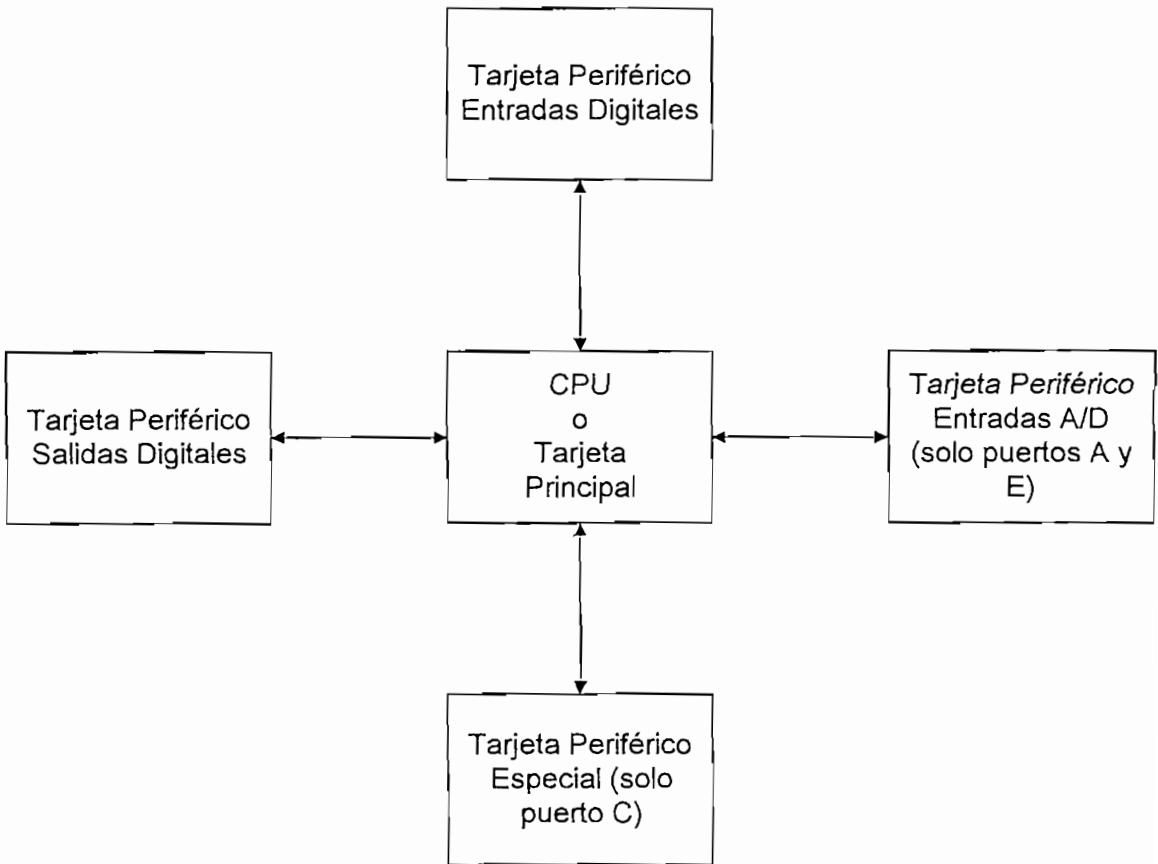 Tarjeta Periférico
Entradas Digitales
Tarjeta Periférico
Salidas Digitales
CPU
o
Tarjeta
Principal
Tarjeta Periférico
Entradas A/D
(solo puertos A y
E)
Tarjeta Periférico
Especial (solo
puerto C)